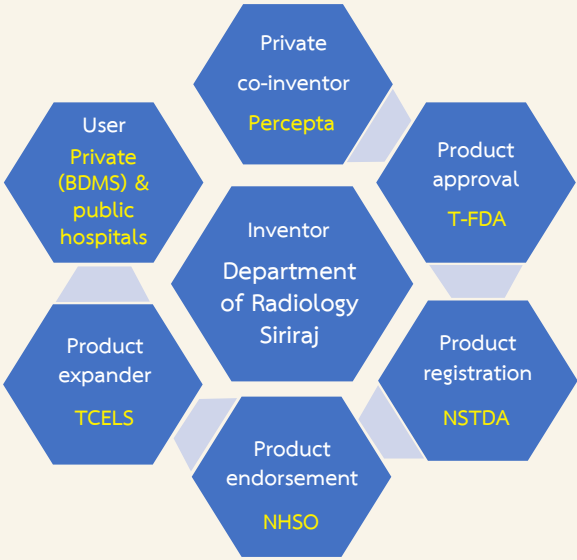 Private
co-inventor
Percepta
Product
approval
T-FDA
Product
registration
NSTDA
Product
endorsement
NHSO
Product
expander
TCELS
User
Private
(BDMS) &
public
hospitals
Inventor
Department
of Radiology
Siriraj